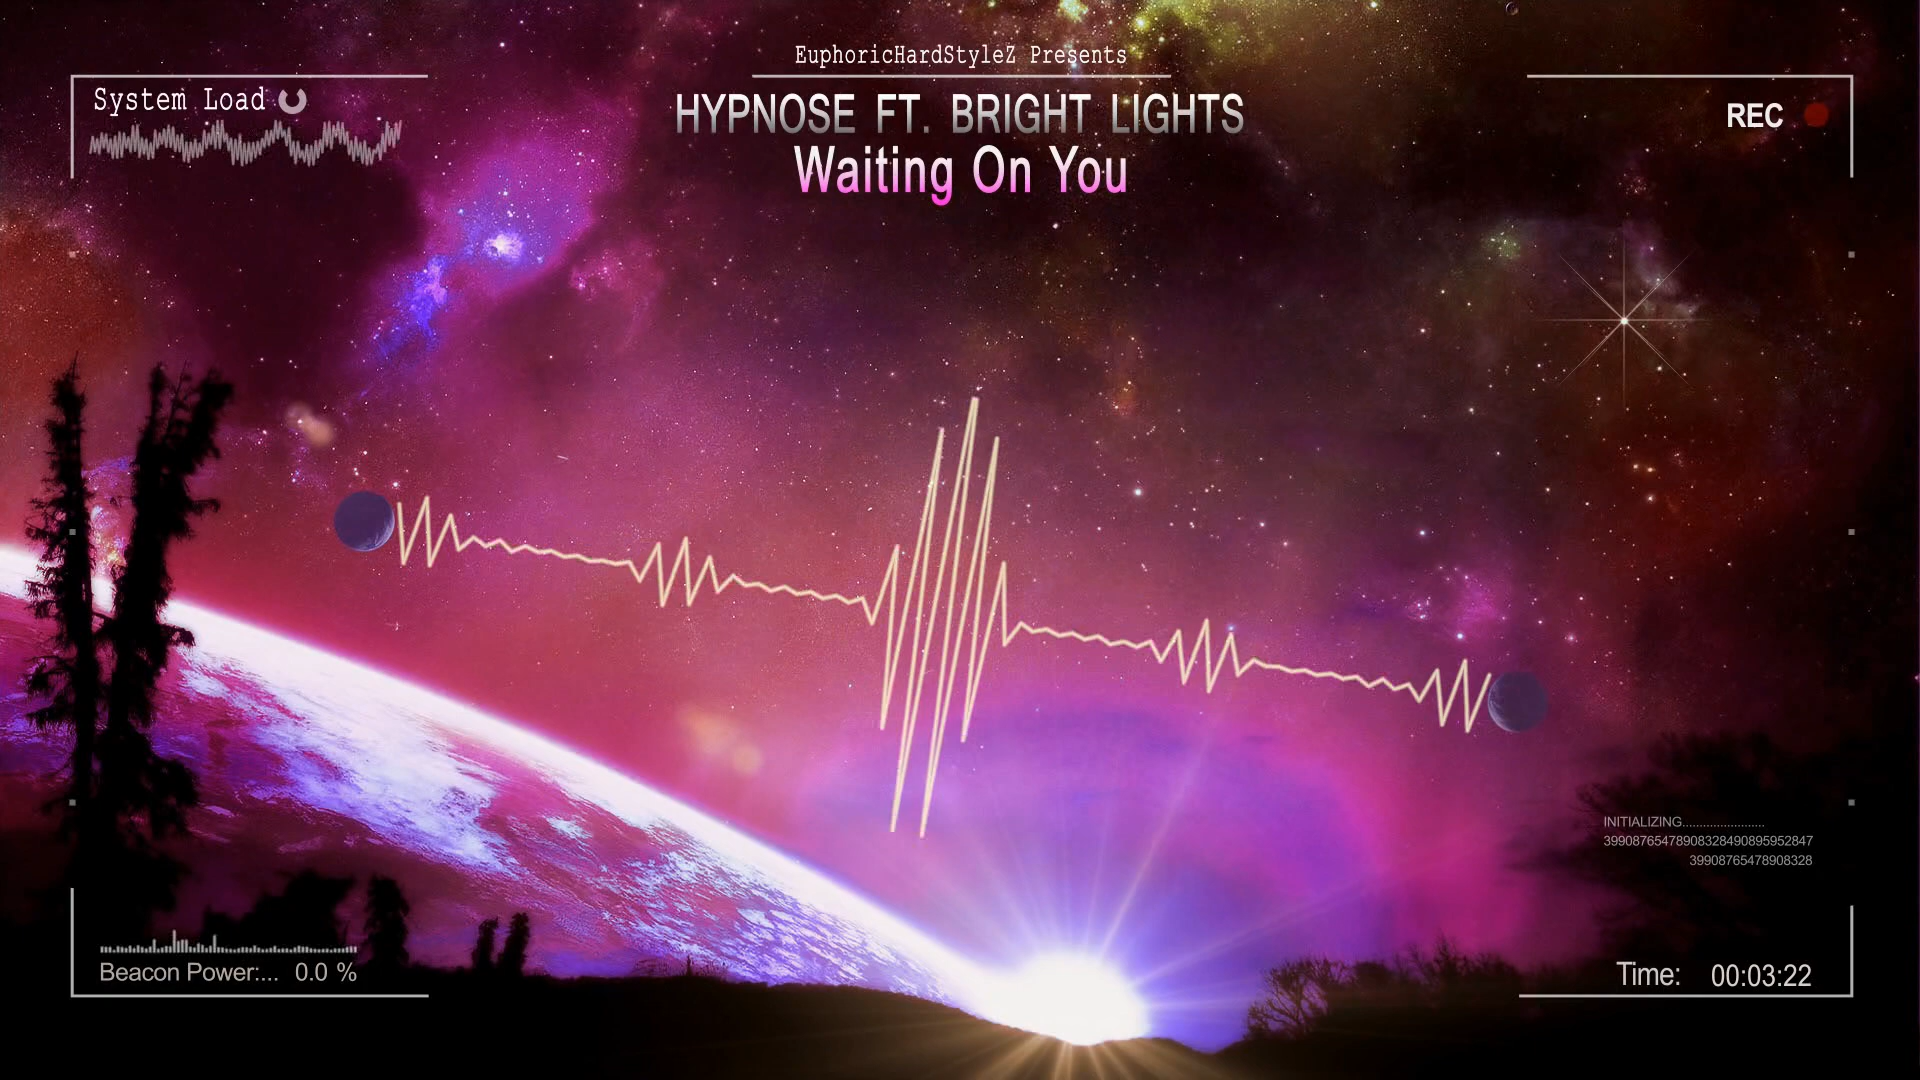 EuphoricHardStyleZ Presents
HYPNOSE FT. BRIGHT LIGHTS
Waiting On You
System Load
REC
INITIALIZING........................
39908765478908328490895952847
39908765478908328
Beacon Power:... 0.0 %
Time: 00:03:22